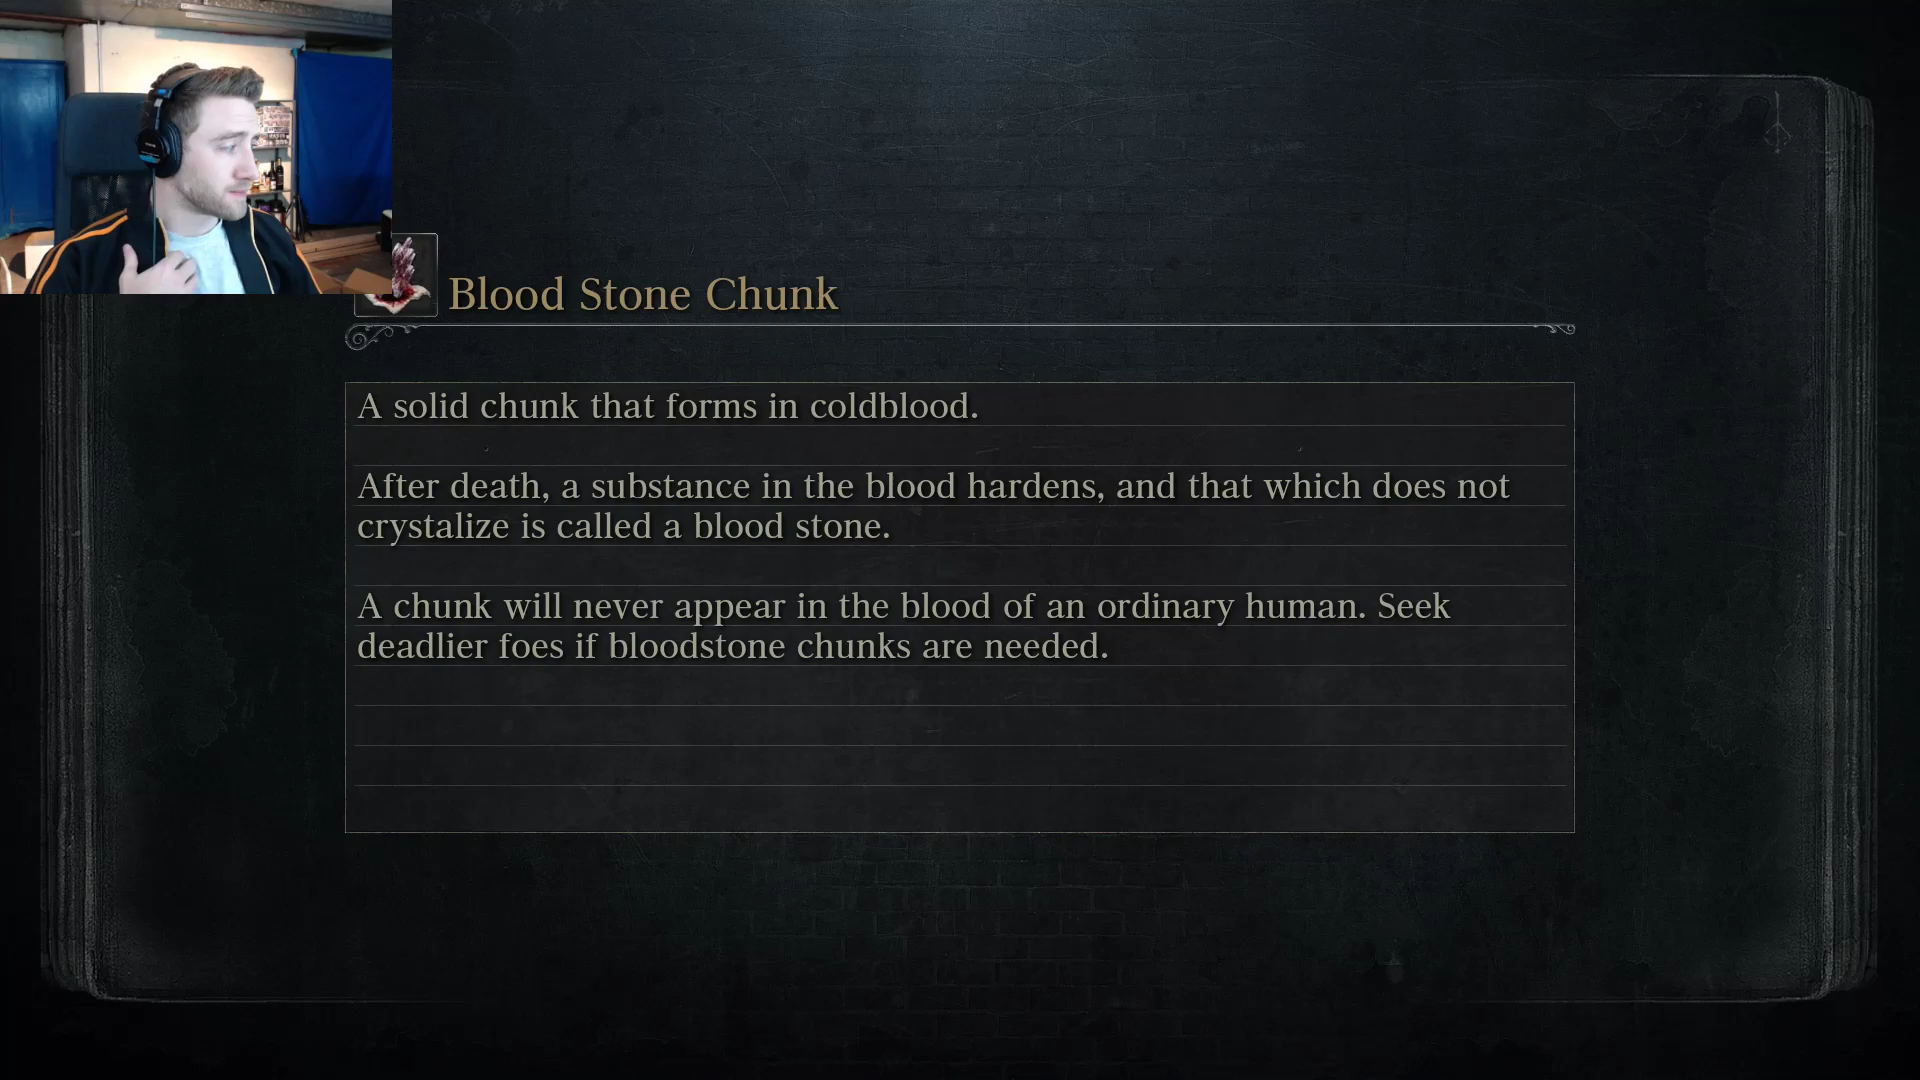 Blood Stone Chunk
A solid chunk that forms in coldblood.
After death, a substance in the blood hardens, and that which does not
crystalize is called a blood stone.
A chunk will never appear in the blood of an ordinary human. Seek
deadlier foes if bloodstone chunks are needed.